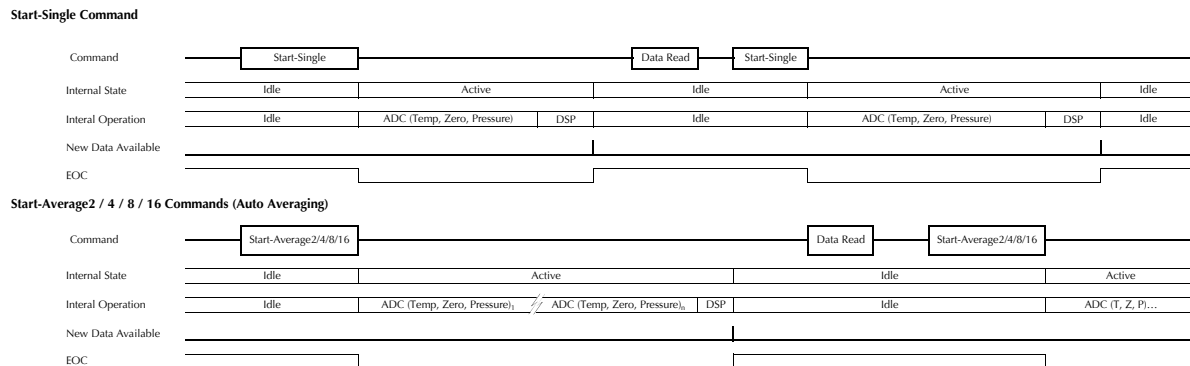 Start-Single Command
Command Start-Single Data Read Start-Single
Internal State Idle Active Idle Active Idle
Interal Operation Idle ADC (Temp, Zero, Pressure) DSP Idle ADC (Temp, Zero, Pressure) DSP Idle
New Data Available
EOC
Start-Average2 / 4 / 8 / 16 Commands (Auto Averaging)
Command Start-Average2/4/8/16 Data Read Start-Average2/4/8/16
Internal State Idle Active Idle Active
Interal Operation Idle ADC (Temp, Zero, Pressure)₁ ADC (Temp, Zero, Pressure)ₙ DSP Idle ADC (T, Z, P)...
New Data Available
EOC